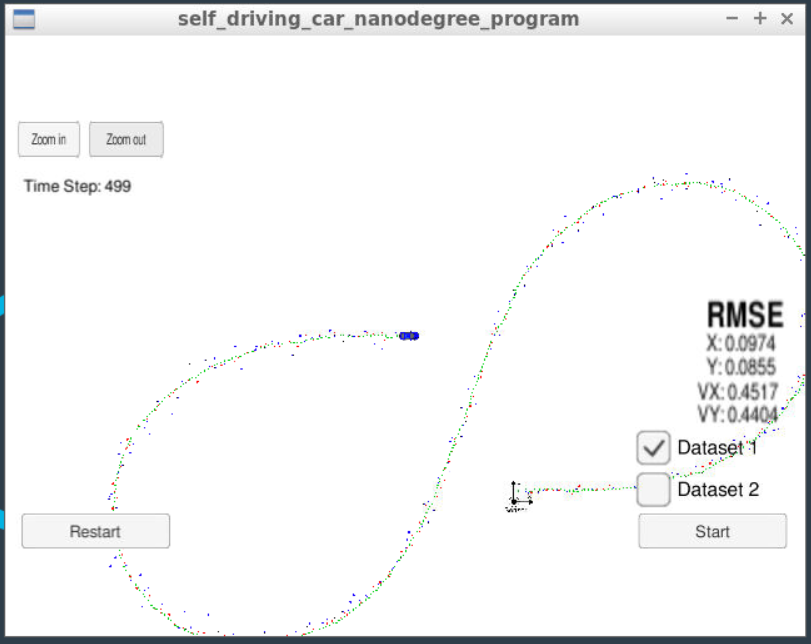 self_driving_car_nanodegree_program
Zoom in
Zoom out
Time Step: 499
RMSE
X: 0.0974
Y: 0.0855
VX: 0.4517
VY: 0.4404
Dataset 1
Dataset 2
Restart
Start